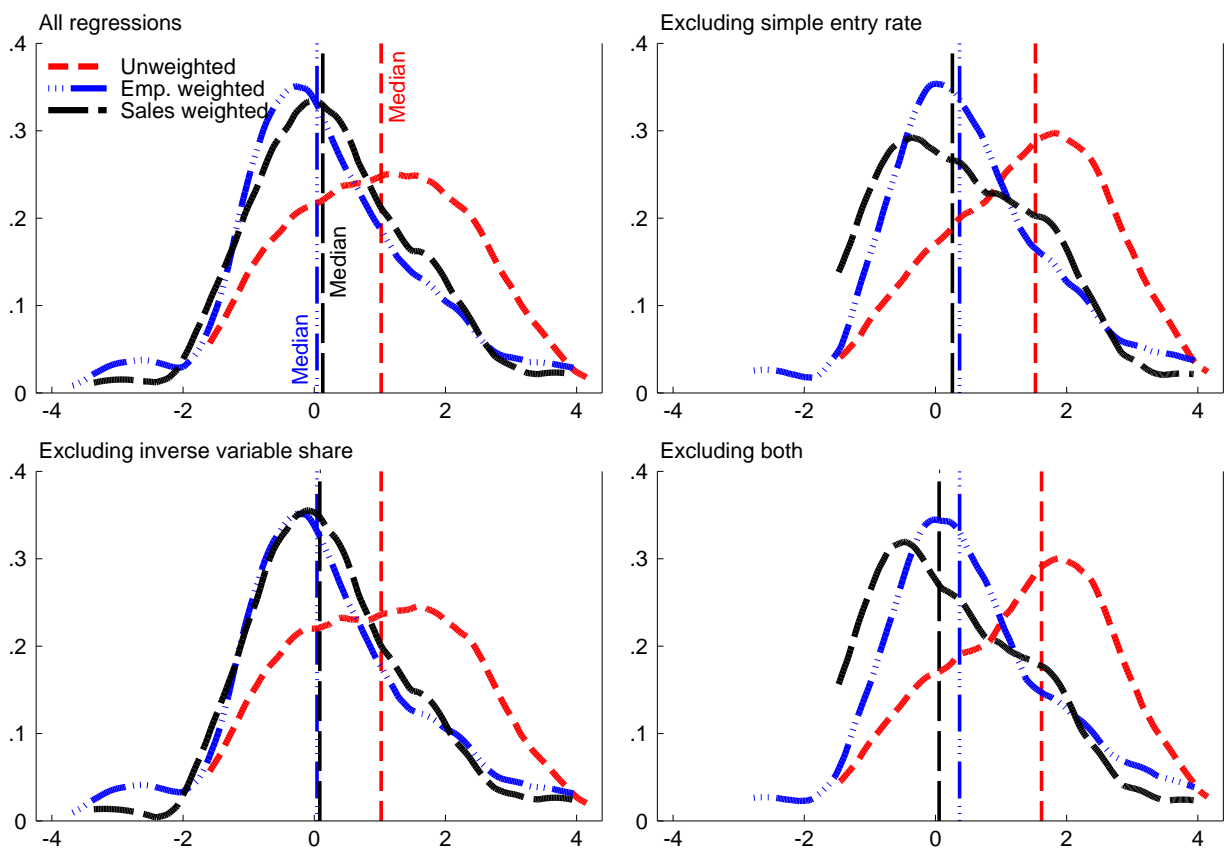 All regressions
.4
.3
.2
.1
0
Unweighted
Emp. weighted
Sales weighted
Median
Median
Median
-4 -2 0 2 4
Excluding simple entry rate
.4
.3
.2
.1
0
-4 -2 0 2 4
Excluding inverse variable share
.4
.3
.2
.1
0
-4 -2 0 2 4
Excluding both
.4
.3
.2
.1
0
-4 -2 0 2 4